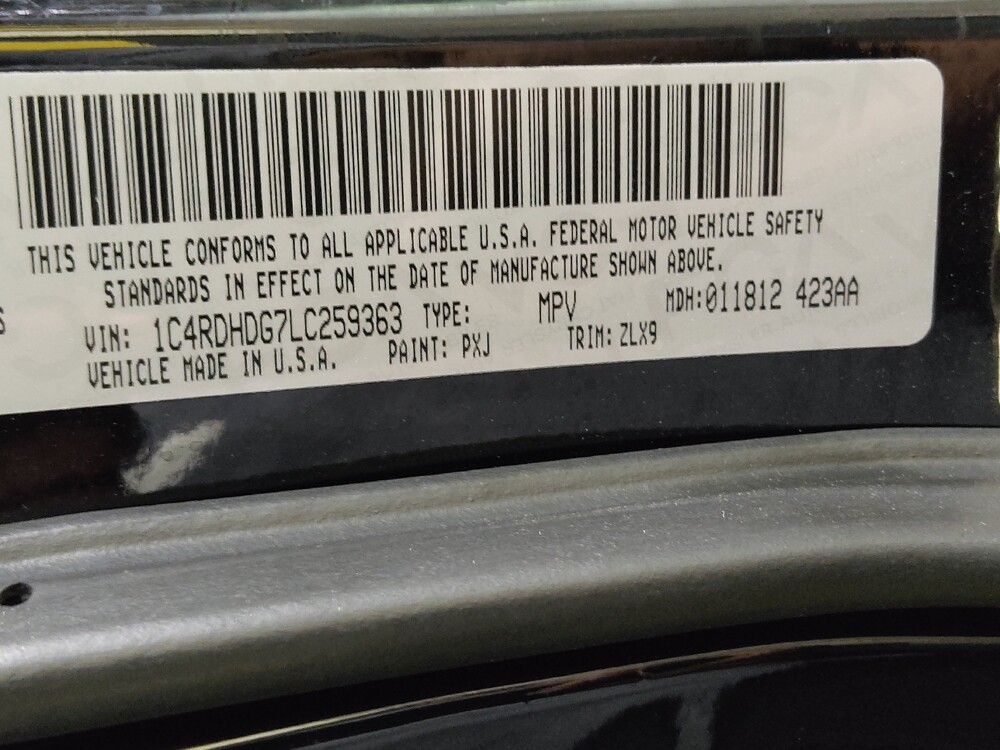 THIS VEHICLE CONFORMS TO ALL APPLICABLE U.S.A. FEDERAL MOTOR VEHICLE SAFETY
STANDARDS IN EFFECT ON THE DATE OF MANUFACTURE SHOWN ABOVE.
VIN: 1C4RDHDG7LC259363 TYPE: MPV MDH:011812 423AA
VEHICLE MADE IN U.S.A. PAINT: PXJ TRIM: ZLX9